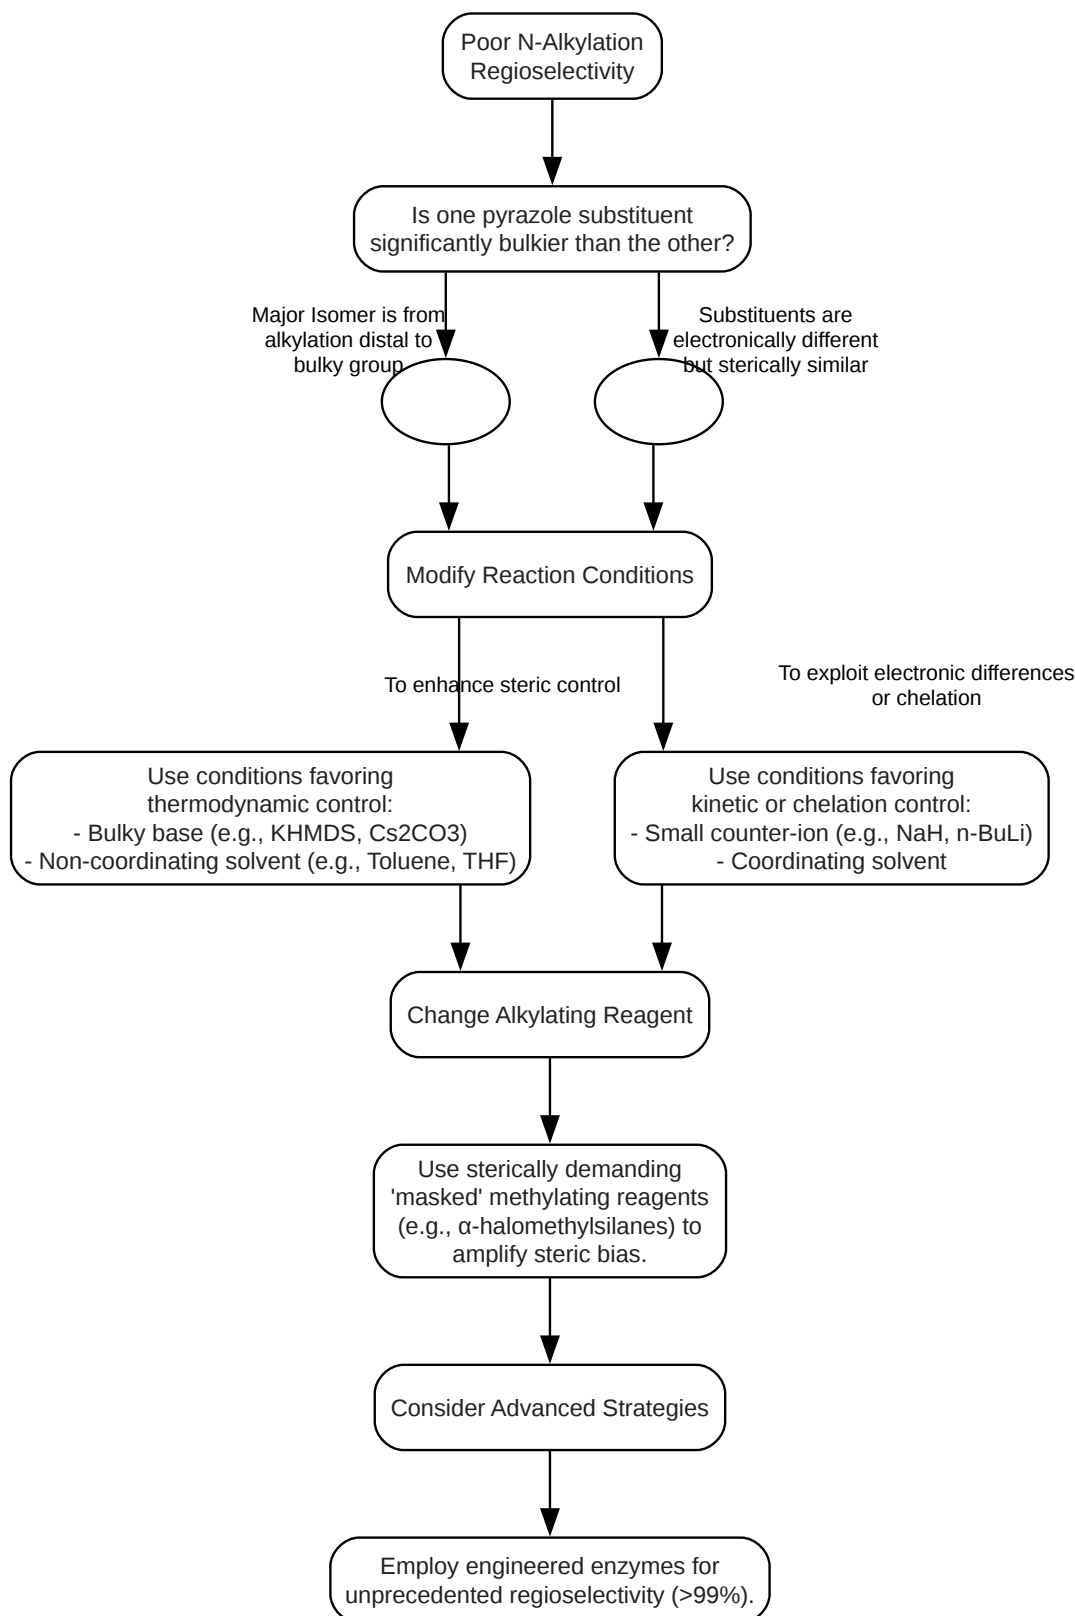 Poor N-Alkylation
Regioselectivity
Is one pyrazole substituent
significantly bulkier than the other?
Major Isomer is from
alkylation distal to
bulky group
Substituents are
electronically different
but sterically similar
Modify Reaction Conditions
To enhance steric control
To exploit electronic differences
or chelation
Use conditions favoring
thermodynamic control:
- Bulky base (e.g., KHMDS, Cs2CO3)
- Non-coordinating solvent (e.g., Toluene, THF)
Use conditions favoring
kinetic or chelation control:
- Small counter-ion (e.g., NaH, n-BuLi)
- Coordinating solvent
Change Alkylating Reagent
Use sterically demanding
'masked' methylating reagents
(e.g., α-halomethylsilanes) to
amplify steric bias.
Consider Advanced Strategies
Employ engineered enzymes for
unprecedented regioselectivity (>99%).